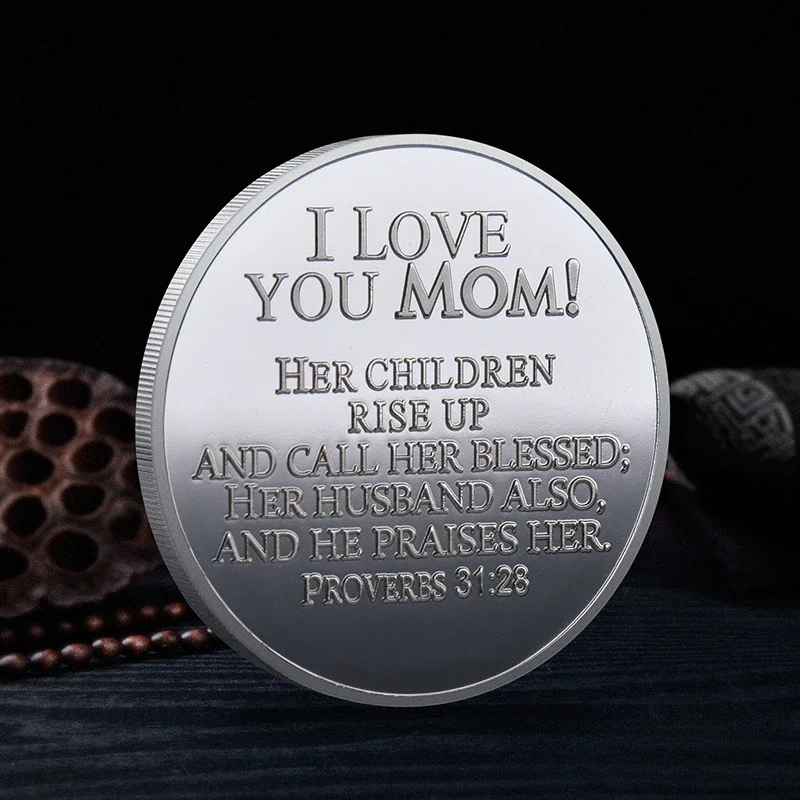 I LOVE
YOU MOM!
HER CHILDREN
RISE UP
AND CALL HER BLESSED;
HER HUSBAND ALSO,
AND HE PRAISES HER.
PROVERBS 31:28